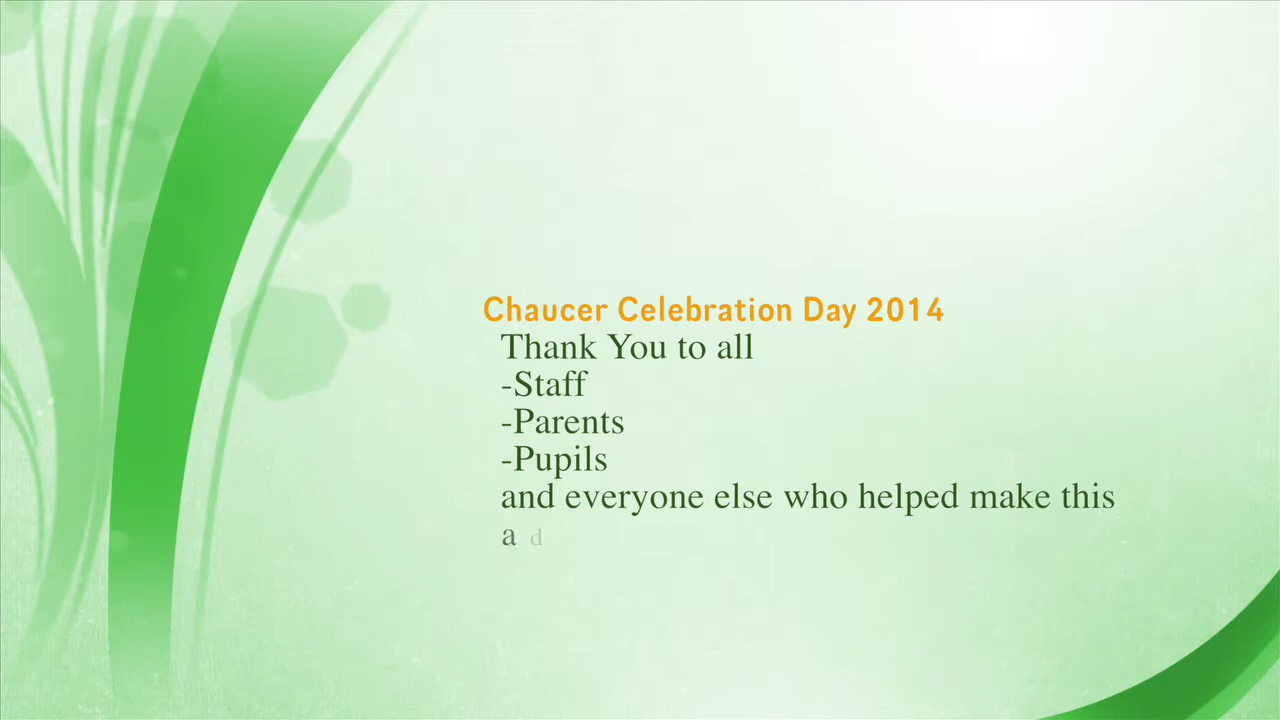 Chaucer Celebration Day 2014
Thank You to all
-Staff
-Parents
-Pupils
and everyone else who helped make this
a d